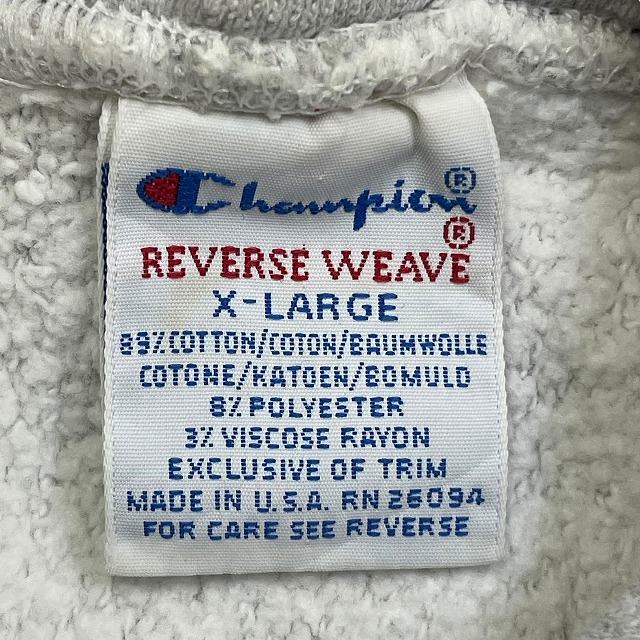 Champion®
REVERSE WEAVE®
X-LARGE
89% COTTON/COTON/BAUMWOLLE
COTONE/KATOEN/BOMULD
8% POLYESTER
3% VISCOSE RAYON
EXCLUSIVE OF TRIM
MADE IN U.S.A. RN 26094
FOR CARE SEE REVERSE